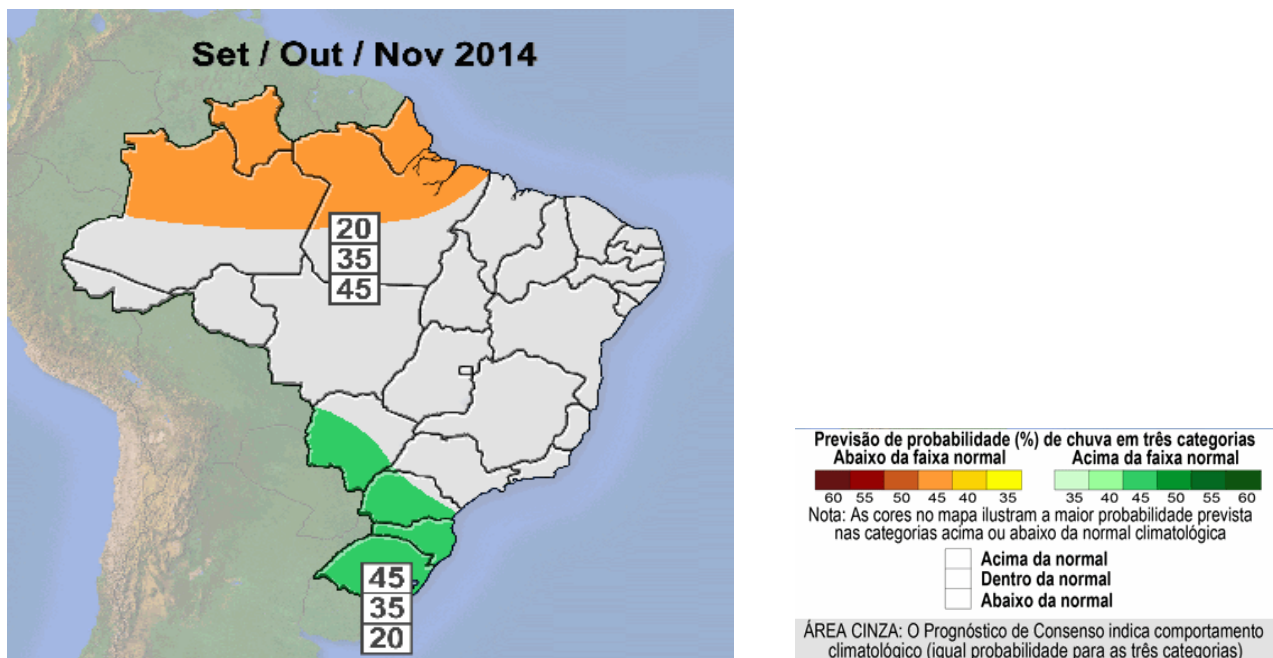 Set / Out / Nov 2014
20
35
45
45
35
20
Previsão de probabilidade (%) de chuva em três categorias
Abaixo da faixa normal Acima da faixa normal
60 55 50 45 40 35 35 40 45 50 55 60
Nota: As cores no mapa ilustram a maior probabilidade prevista
nas categorias acima ou abaixo da normal climatológica
Acima da normal
Dentro da normal
Abaixo da normal
ÁREA CINZA: O Prognóstico de Consenso indica comportamento
climatológico (igual probabilidade para as três categorias)